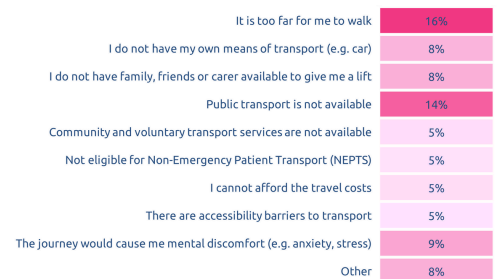 It is too far for me to walk 16%
I do not have my own means of transport (e.g. car) 8%
I do not have family, friends or carer available to give me a lift 8%
Public transport is not available 14%
Community and voluntary transport services are not available 5%
Not eligible for Non-Emergency Patient Transport (NEPTS) 5%
I cannot afford the travel costs 5%
There are accessibility barriers to transport 5%
The journey would cause me mental discomfort (e.g. anxiety, stress) 9%
Other 8%